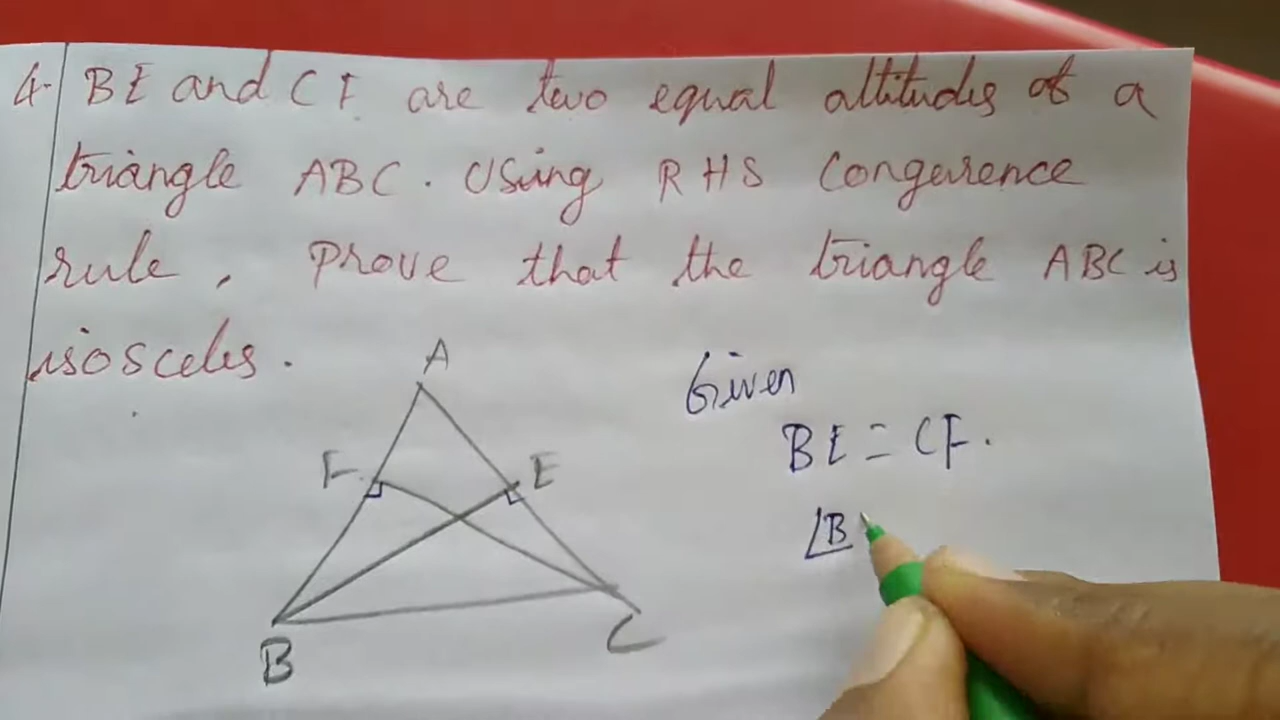 4. BE and CF are two equal altitudes of a
triangle ABC. Using RHS Congurence
rule, Prove that the triangle ABC is
isosceles.
A
Given
BE = CF.
F
E
∠B
B
C